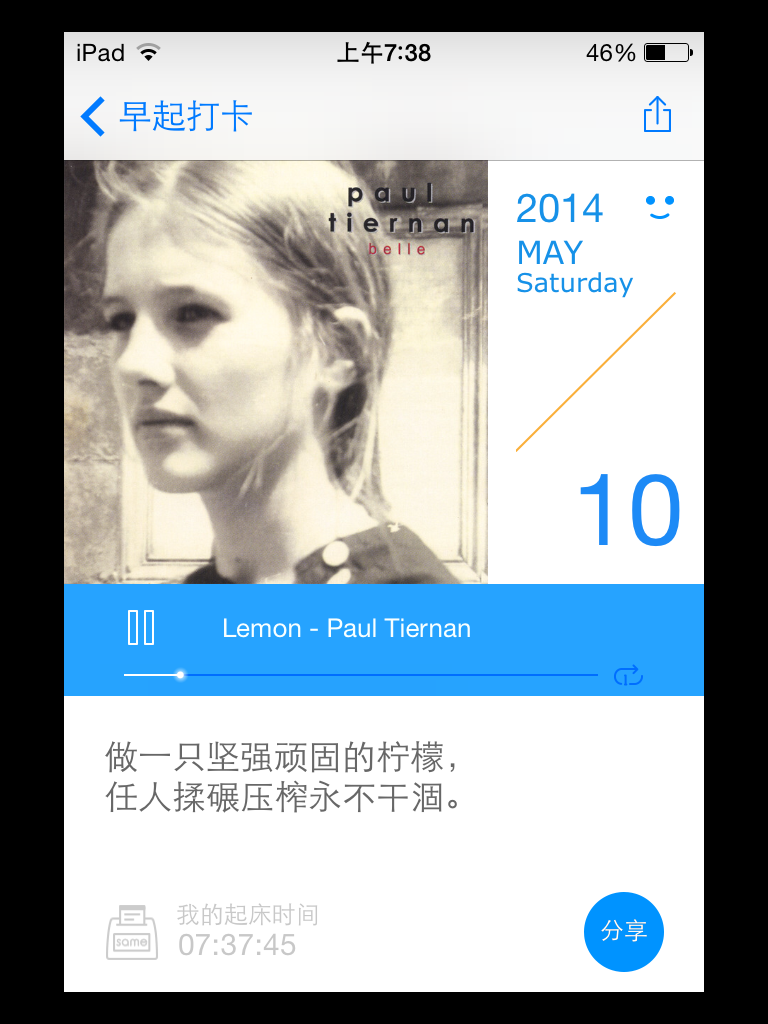 iPad
上午7:38
46%
早起打卡
paul
tiernan
belle
2014
MAY
Saturday
10
Lemon - Paul Tiernan
做一只坚强顽固的柠檬，
任人揉碾压榨永不干涸。
我的起床时间
same
07:37:45
分享